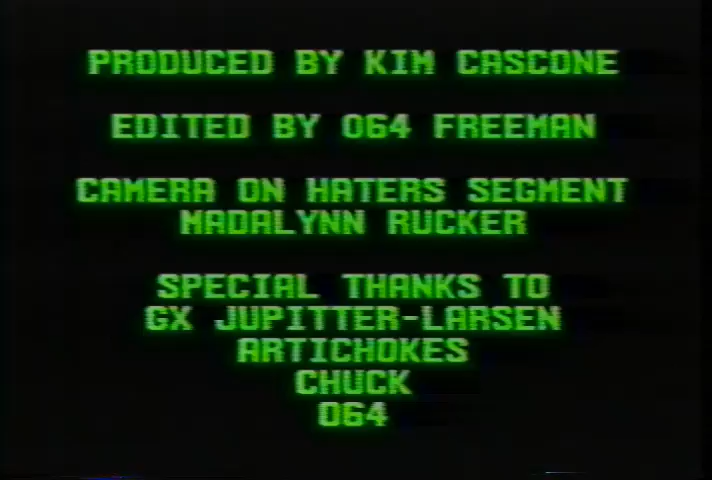 PRODUCED BY KIM CASCONE
EDITED BY 064 FREEMAN
CAMERA ON HATERS SEGMENT
MADALYNN RUCKER
SPECIAL THANKS TO
GX JUPITTER-LARSEN
ARTICHOKES
CHUCK
064